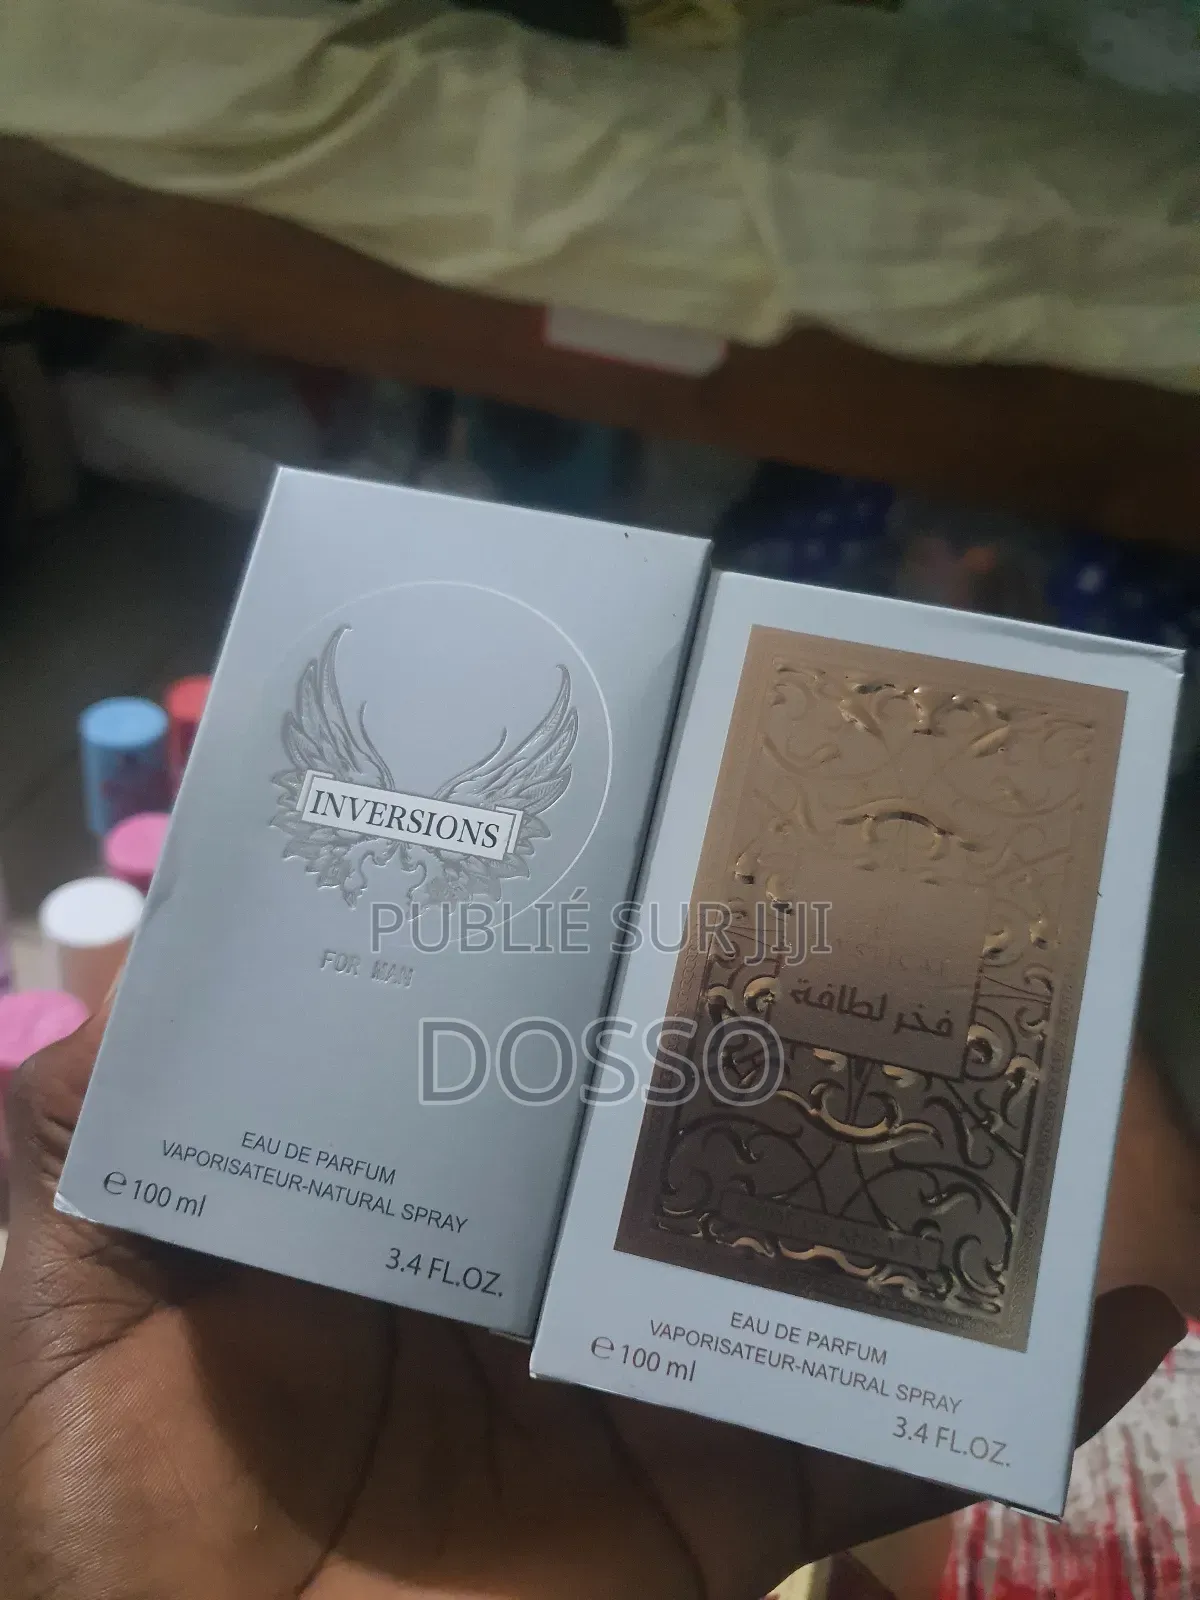 INVERSIONS
FOR MAN
EAU DE PARFUM
VAPORISATEUR-NATURAL SPRAY
e 100 ml
3.4 FL.OZ.
فخر لطافة
EAU DE PARFUM
VAPORISATEUR-NATURAL SPRAY
e 100 ml
3.4 FL.OZ.
PUBLIÉ SUR JIJI
DOSSO